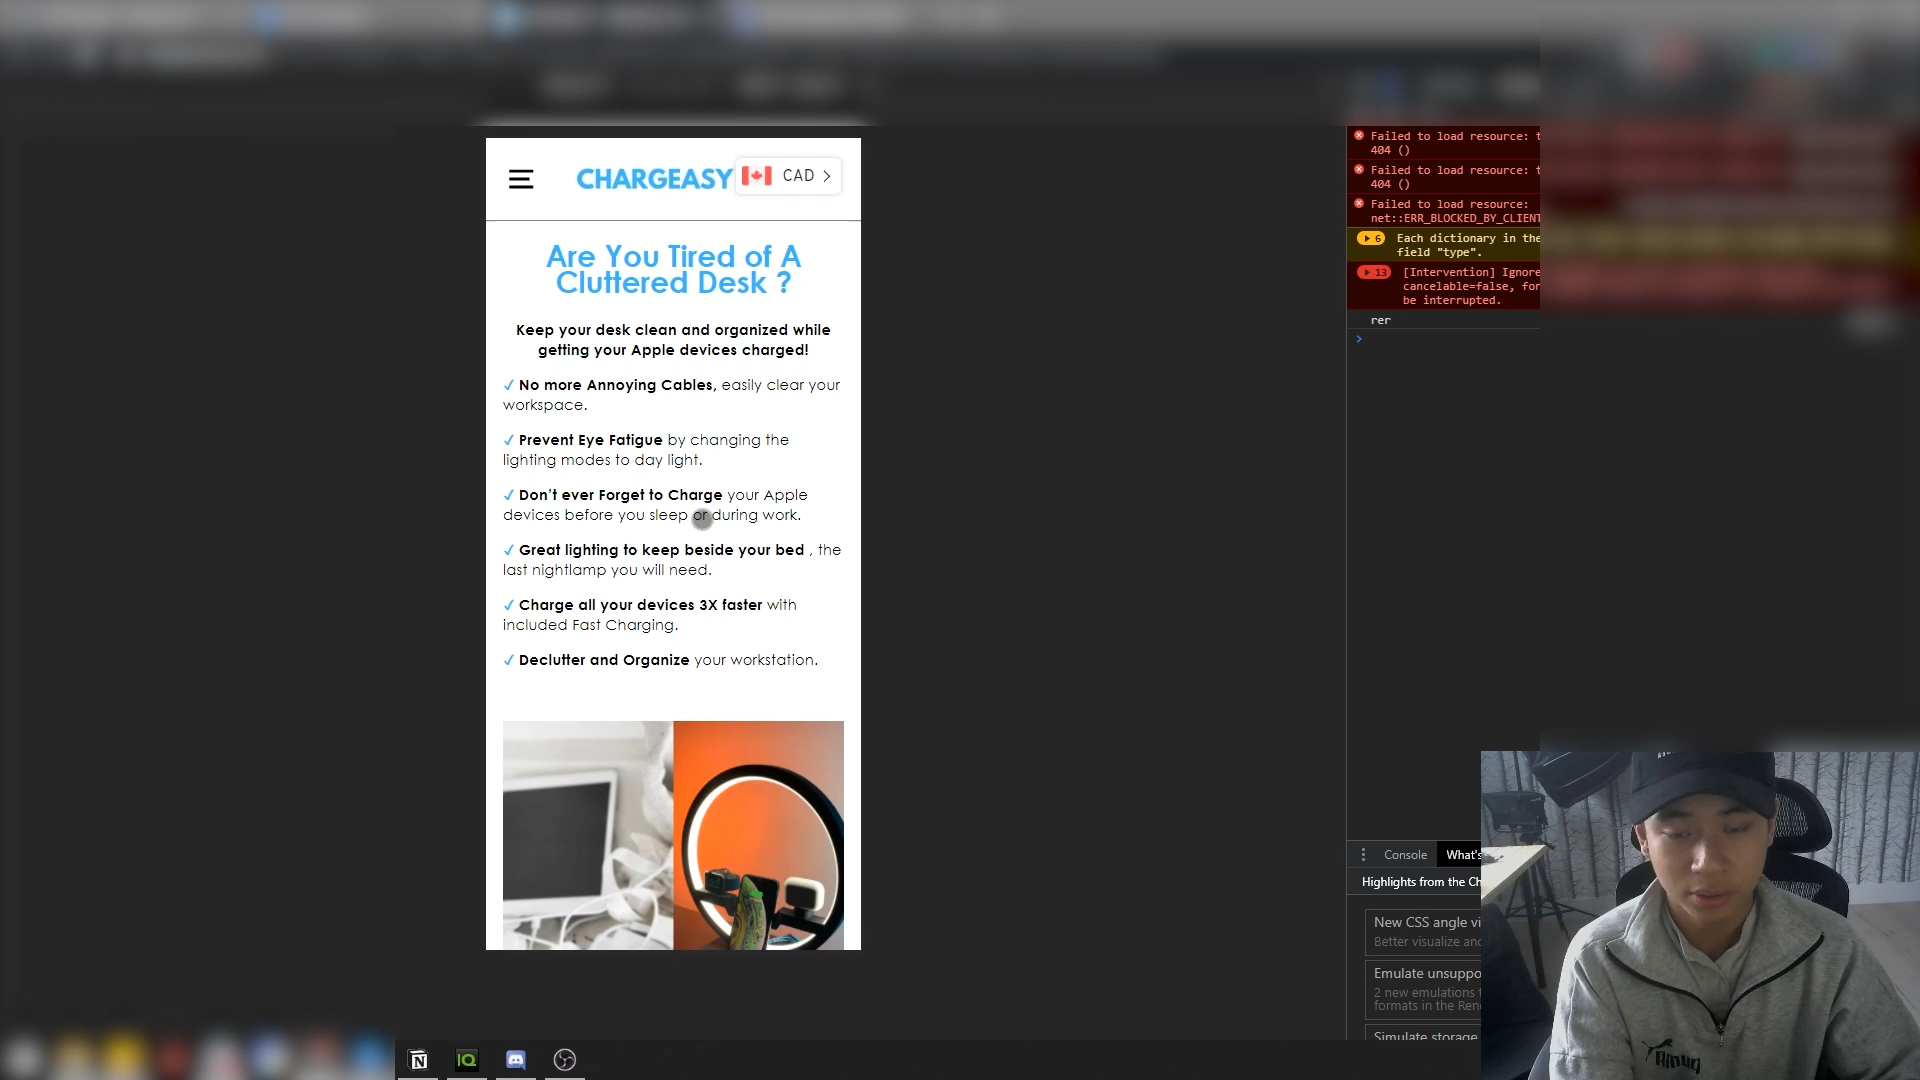 CHARGEASY
CAD
Are You Tired of A
Cluttered Desk ?
Keep your desk clean and organized while
getting your Apple devices charged!
✓ No more Annoying Cables, easily clear your
workspace.
✓ Prevent Eye Fatigue by changing the
lighting modes to day light.
✓ Don’t ever Forget to Charge your Apple
devices before you sleep or during work.
✓ Great lighting to keep beside your bed , the
last nightlamp you will need.
✓ Charge all your devices 3X faster with
included Fast Charging.
✓ Declutter and Organize your workstation.
Failed to load resource: t
404 ()
Failed to load resource: t
404 ()
Failed to load resource:
net::ERR_BLOCKED_BY_CLIENT
6 Each dictionary in the
field "type".
13 [Intervention] Ignore
cancelable=false, for
be interrupted.
rer
Console What's
Highlights from the Ch
New CSS angle vi
Better visualize and
Emulate unsuppo
2 new emulations t
formats in the Ren
Simulate storage
IQ